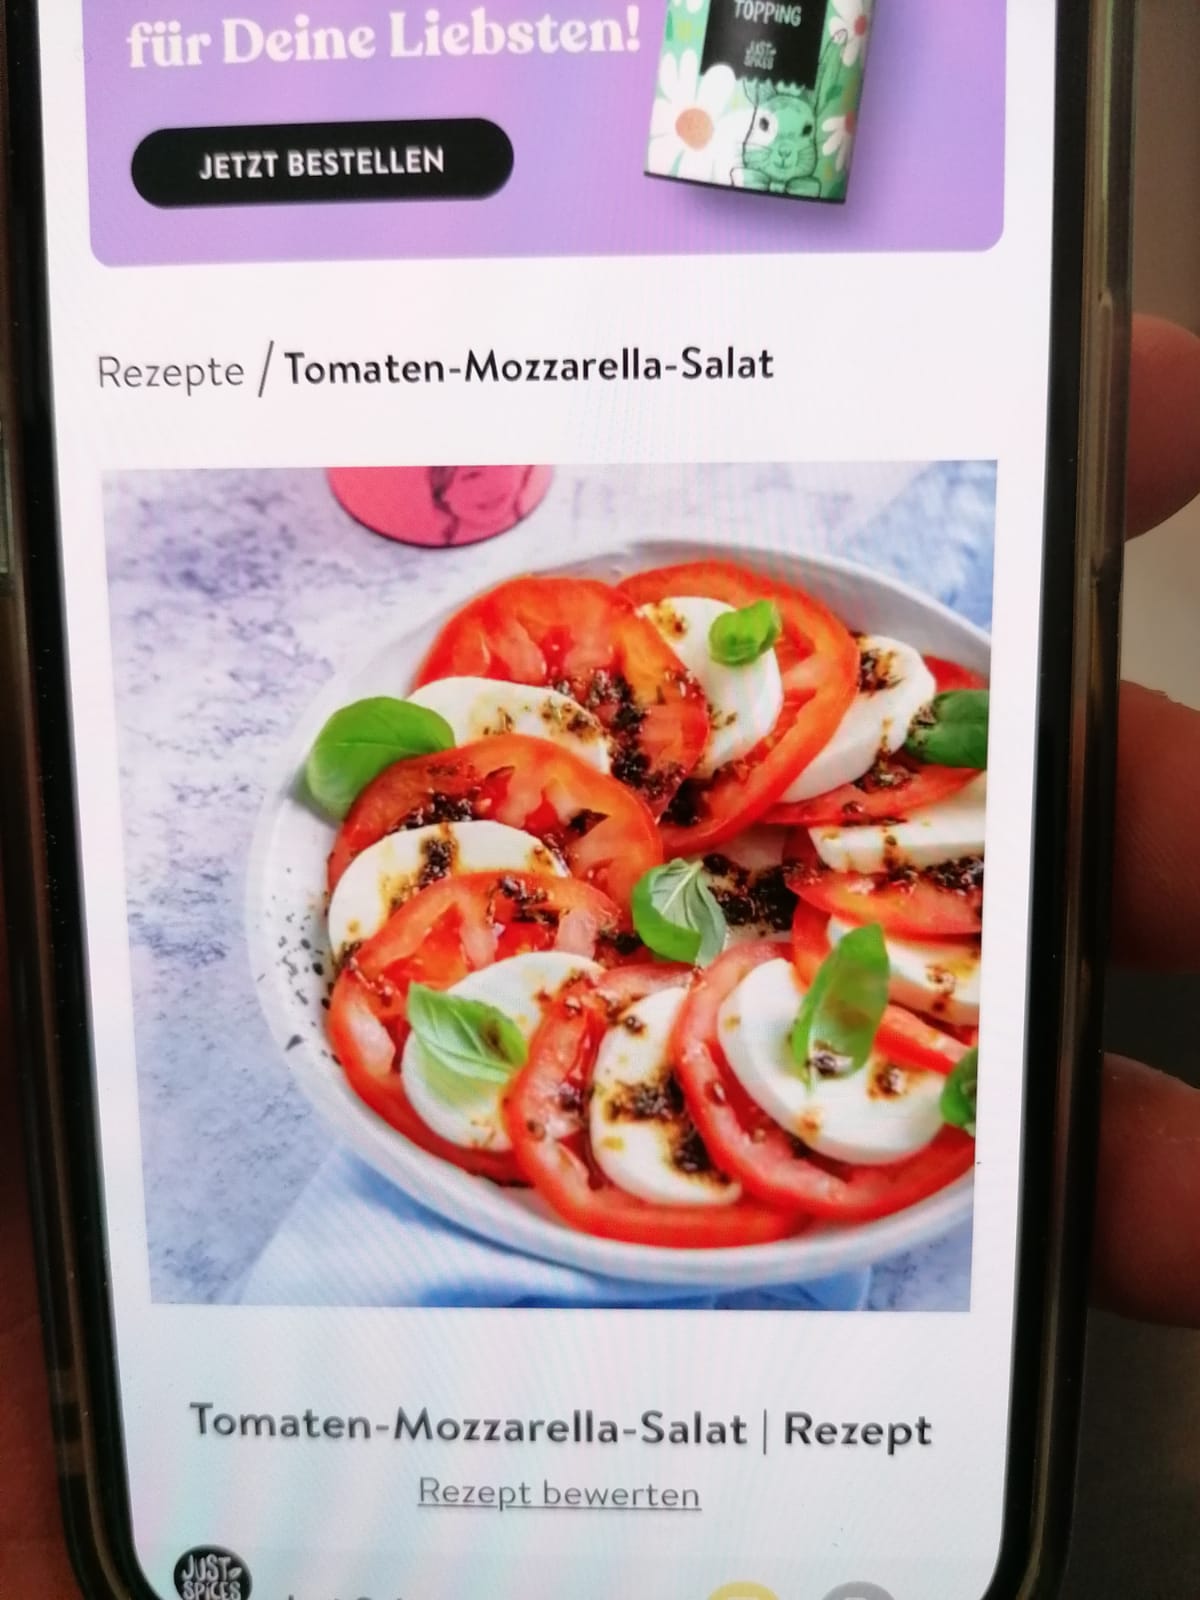 für Deine Liebsten!
TOPPING
JUST
SPICES
JETZT BESTELLEN
Rezepte / Tomaten-Mozzarella-Salat
Tomaten-Mozzarella-Salat | Rezept
Rezept bewerten
JUST
SPICES